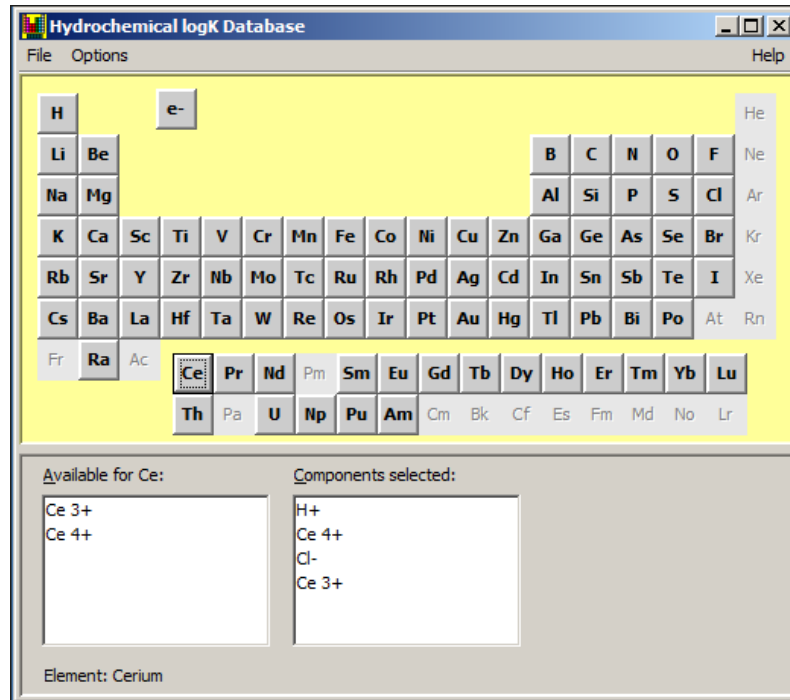 Hydrochemical logK Database
File Options Help
H e- He
Li Be B C N O F Ne
Na Mg Al Si P S Cl Ar
K Ca Sc Ti V Cr Mn Fe Co Ni Cu Zn Ga Ge As Se Br Kr
Rb Sr Y Zr Nb Mo Tc Ru Rh Pd Ag Cd In Sn Sb Te I Xe
Cs Ba La Hf Ta W Re Os Ir Pt Au Hg Tl Pb Bi Po At Rn
Fr Ra Ac
Ce Pr Nd Pm Sm Eu Gd Tb Dy Ho Er Tm Yb Lu
Th Pa U Np Pu Am Cm Bk Cf Es Fm Md No Lr
Available for Ce:
Ce 3+
Ce 4+
Components selected:
H+
Ce 4+
Cl-
Ce 3+
Element: Cerium